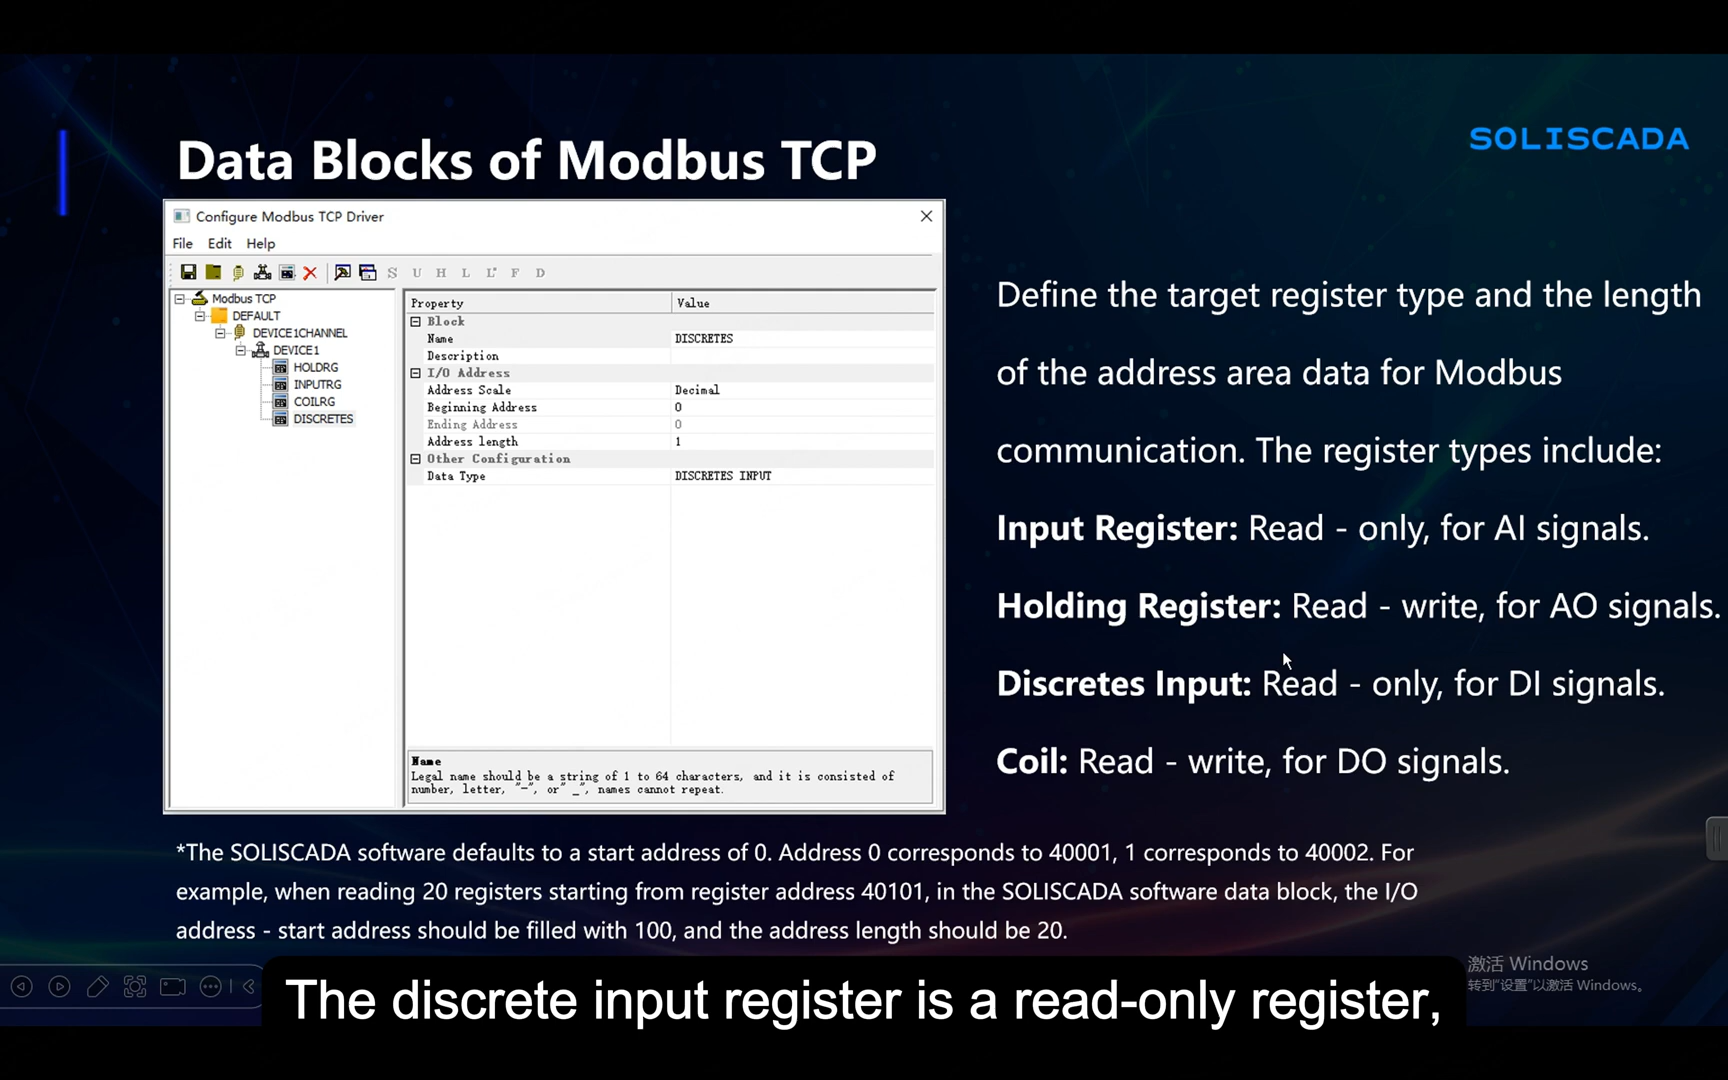 Data Blocks of Modbus TCP
SOLISCADA
Configure Modbus TCP Driver
File Edit Help
S U H L L* F D
Modbus TCP
DEFAULT
DEVICE1CHANNEL
DEVICE1
HOLDRG
INPUTRG
COILRG
DISCRETES
Property Value
Block
Name DISCRETES
Description
I/O Address
Address Scale Decimal
Beginning Address 0
Ending Address 0
Address length 1
Other Configuration
Data Type DISCRETES INPUT
Name
Legal name should be a string of 1 to 64 characters, and it is consisted of
number, letter, "-", or" _", names cannot repeat.
Define the target register type and the length
of the address area data for Modbus
communication. The register types include:
Input Register: Read - only, for AI signals.
Holding Register: Read - write, for AO signals.
Discretes Input: Read - only, for DI signals.
Coil: Read - write, for DO signals.
*The SOLISCADA software defaults to a start address of 0. Address 0 corresponds to 40001, 1 corresponds to 40002. For
example, when reading 20 registers starting from register address 40101, in the SOLISCADA software data block, the I/O
address - start address should be filled with 100, and the address length should be 20.
激活 Windows
转到"设置"以激活 Windows。
The discrete input register is a read-only register,